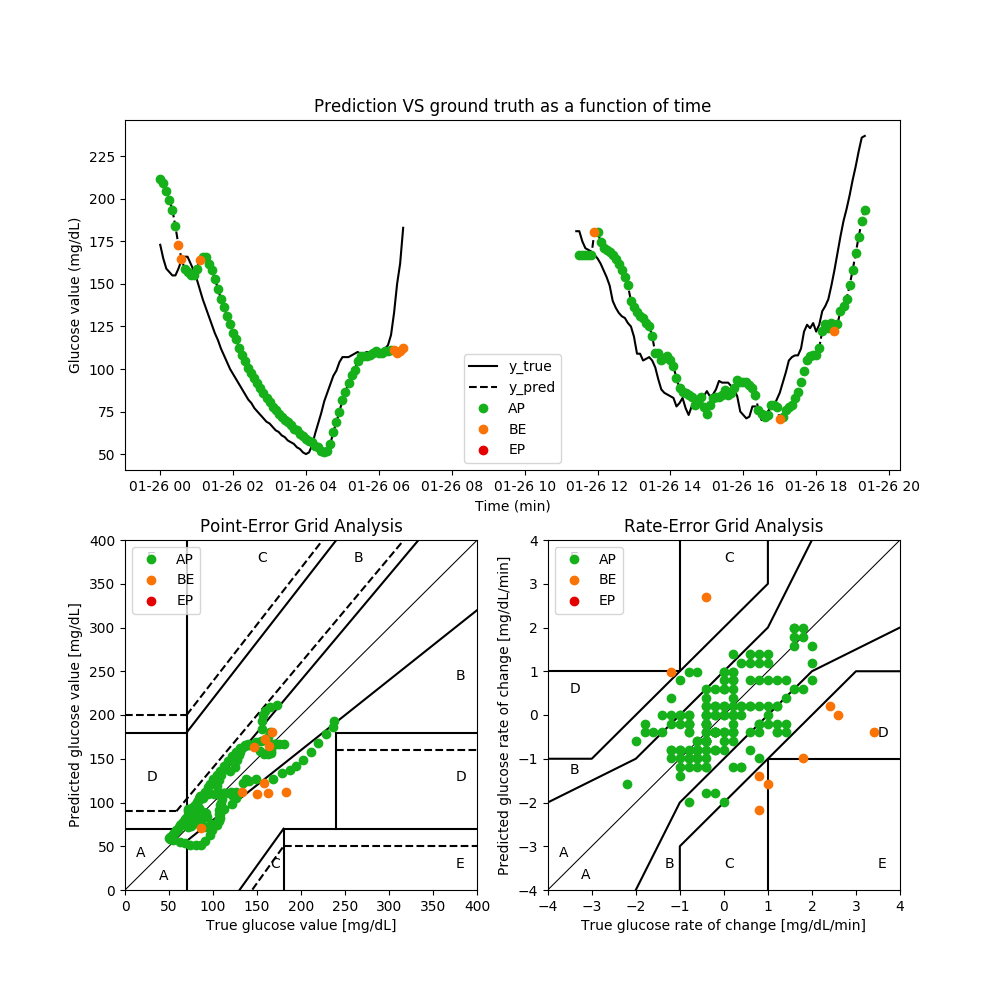 Prediction VS ground truth as a function of time
Glucose value (mg/dL)
225
200
175
150
125
100
75
50
y_true
y_pred
AP
BE
EP
01-26 00
01-26 02
01-26 04
01-26 06
01-26 08
01-26 10
01-26 12
01-26 14
01-26 16
01-26 18
01-26 20
Time (min)
Point-Error Grid Analysis
Predicted glucose value [mg/dL]
400
350
300
250
200
150
100
50
0
AP
BE
EP
C
B
B
D
D
A
A
C
E
0
50
100
150
200
250
300
350
400
True glucose value [mg/dL]
Rate-Error Grid Analysis
Predicted glucose rate of change [mg/dL/min]
4
3
2
1
0
−1
−2
−3
−4
AP
BE
EP
C
D
D
B
A
A
B
C
E
−4
−3
−2
−1
0
1
2
3
4
True glucose rate of change [mg/dL/min]